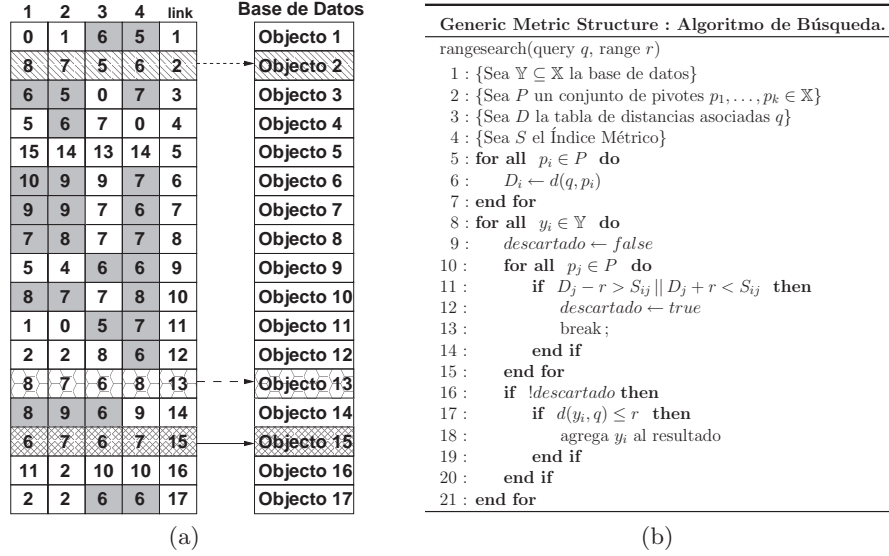 1 2 3 4 link
0 1 6 5 1
8 7 5 6 2
6 5 0 7 3
5 6 7 0 4
15 14 13 14 5
10 9 9 7 6
9 9 7 6 7
7 8 7 7 8
5 4 6 6 9
8 7 7 8 10
1 0 5 7 11
2 2 8 6 12
8 7 6 8 13
8 9 6 9 14
6 7 6 7 15
11 2 10 10 16
2 2 6 6 17
Base de Datos
Objecto 1
Objecto 2
Objecto 3
Objecto 4
Objecto 5
Objecto 6
Objecto 7
Objecto 8
Objecto 9
Objecto 10
Objecto 11
Objecto 12
Objecto 13
Objecto 14
Objecto 15
Objecto 16
Objecto 17
(a)
Generic Metric Structure : Algoritmo de Búsqueda.
rangesearch(query q, range r)
1 : {Sea 𝕐 ⊆ 𝕏 la base de datos}
2 : {Sea P un conjunto de pivotes p₁, . . . , pₖ ∈ 𝕏}
3 : {Sea D la tabla de distancias asociadas q}
4 : {Sea S el Índice Métrico}
5 : for all pᵢ ∈ P do
6 : Dᵢ ← d(q, pᵢ)
7 : end for
8 : for all yᵢ ∈ 𝕐 do
9 : descartado ← false
10 : for all pⱼ ∈ P do
11 : if Dⱼ − r > Sᵢⱼ || Dⱼ + r < Sᵢⱼ then
12 : descartado ← true
13 : break ;
14 : end if
15 : end for
16 : if !descartado then
17 : if d(yᵢ, q) ≤ r then
18 : agrega yᵢ al resultado
19 : end if
20 : end if
21 : end for
(b)